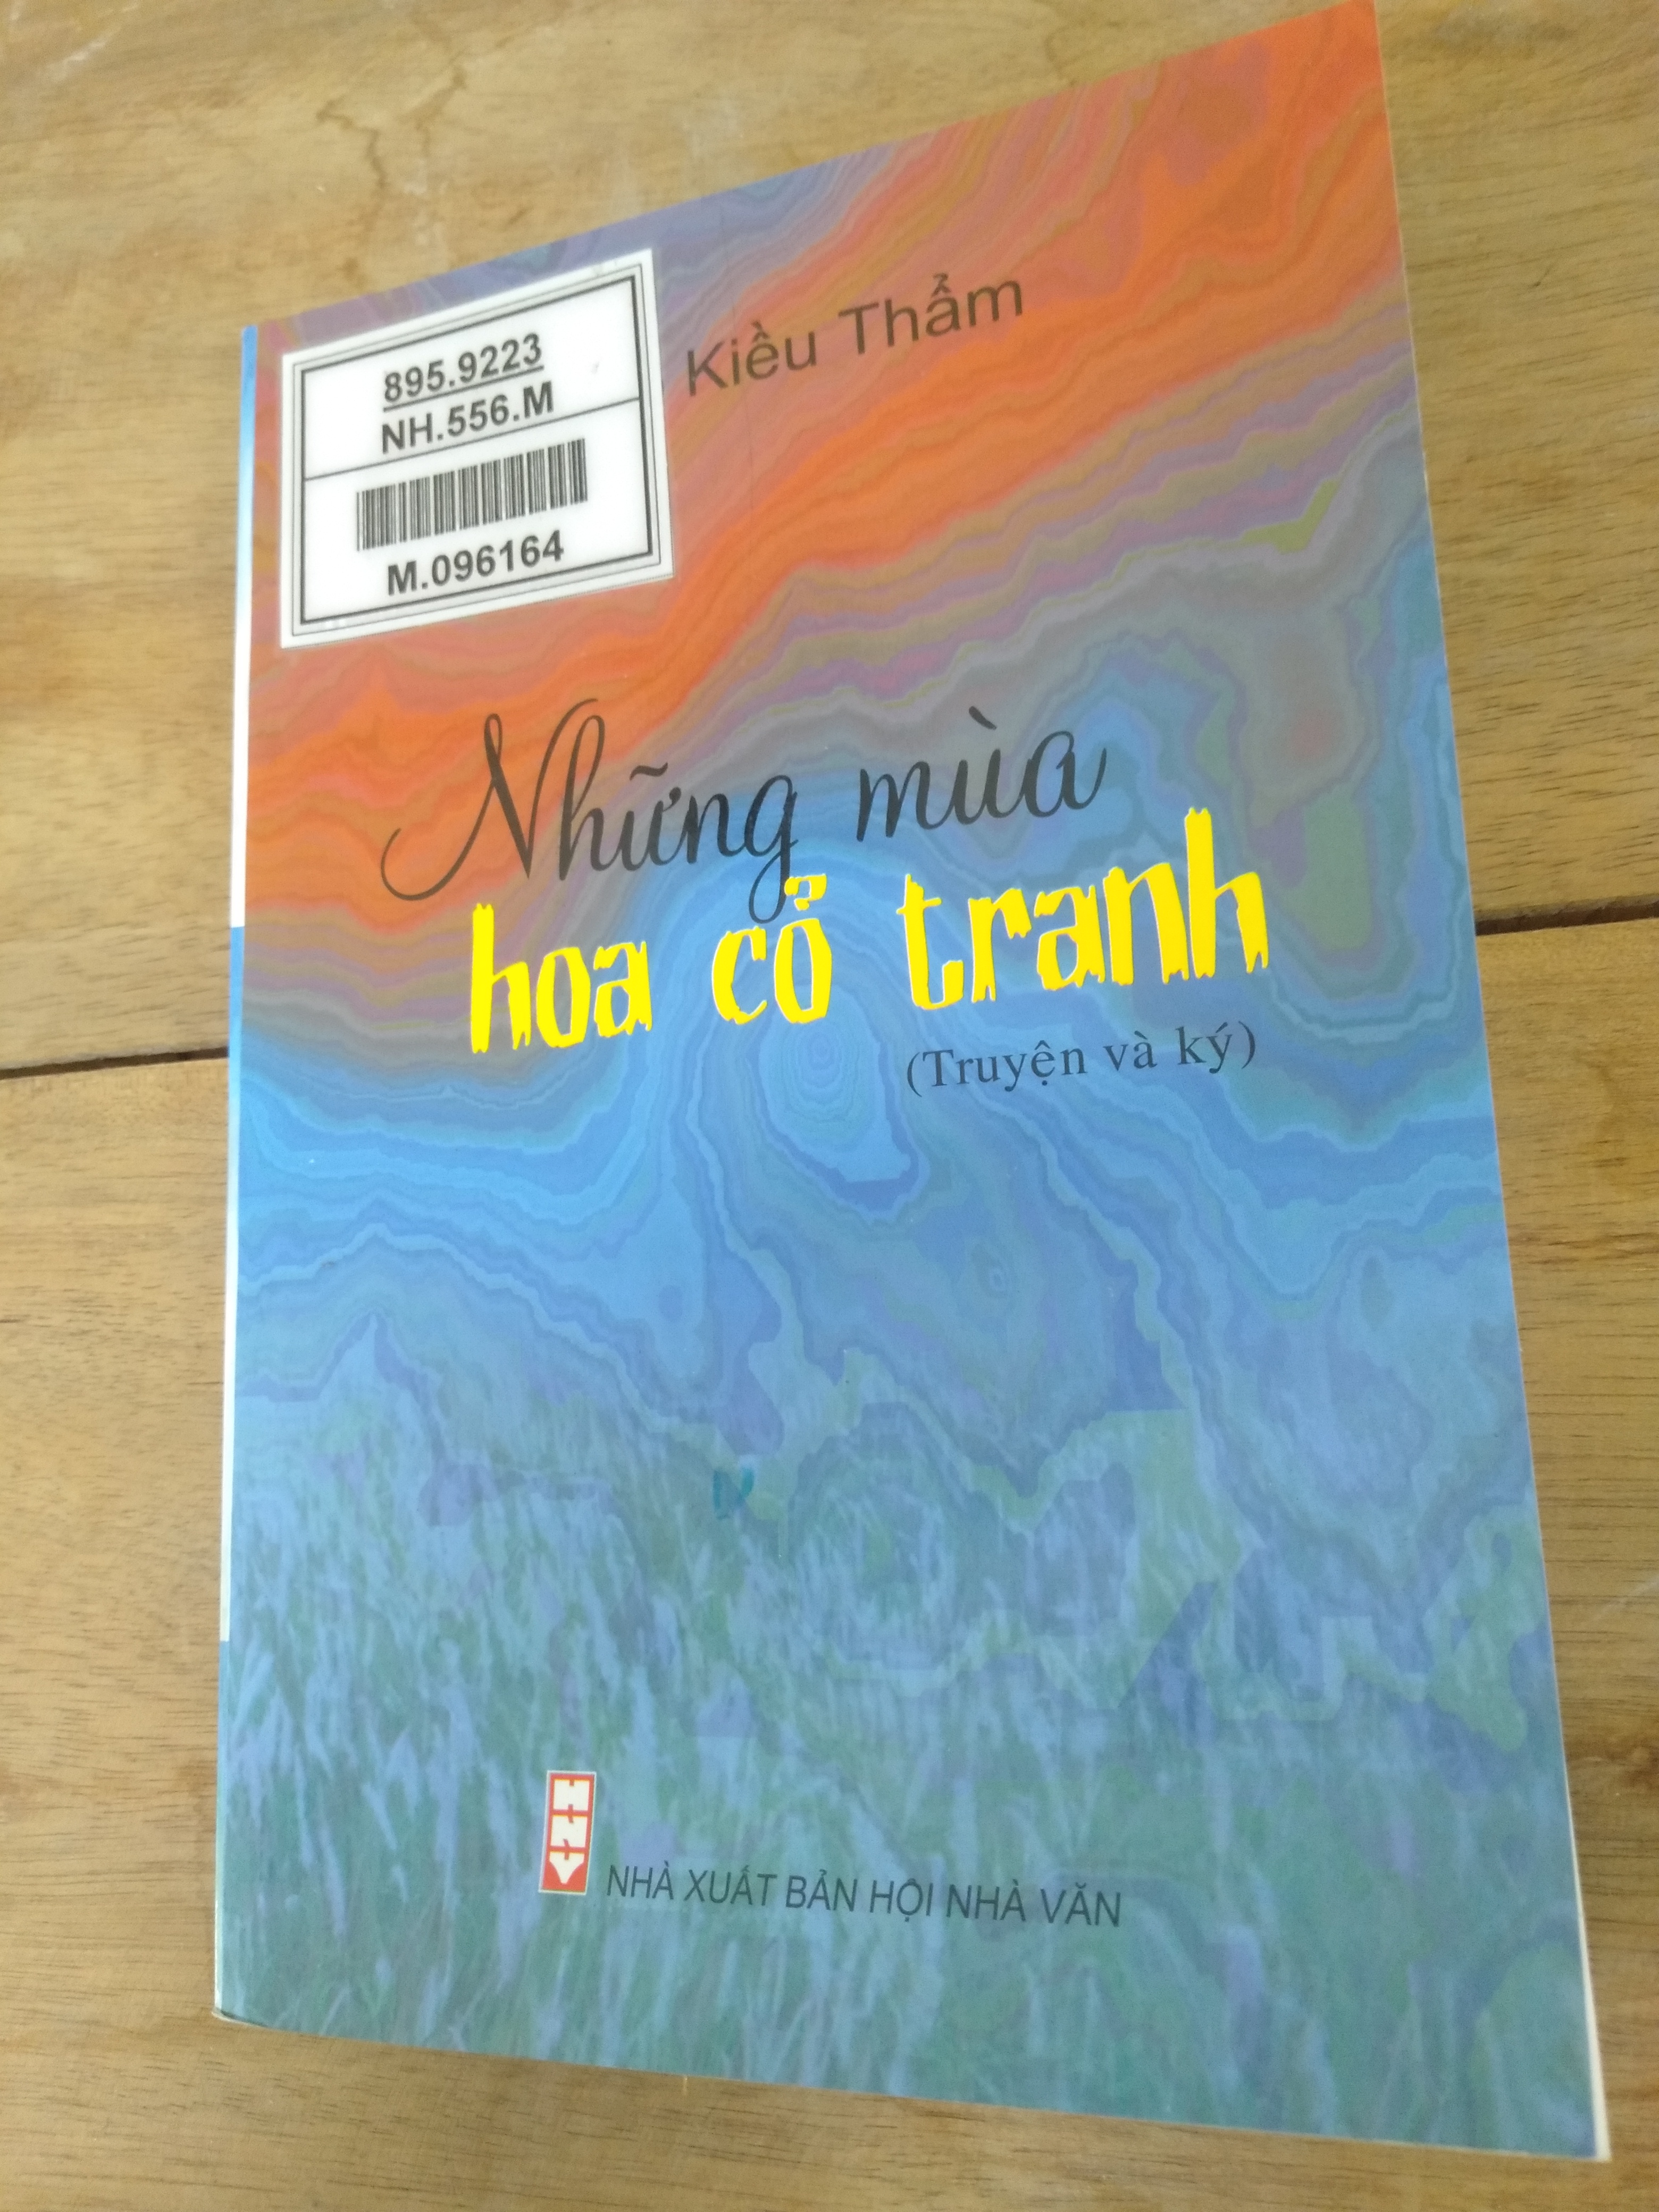 895.9223
NH.556.M
M.096164
Kiều Thẩm
Những mùa
hoa cỏ tranh
(Truyện và ký)
HNV
NHÀ XUẤT BẢN HỘI NHÀ VĂN